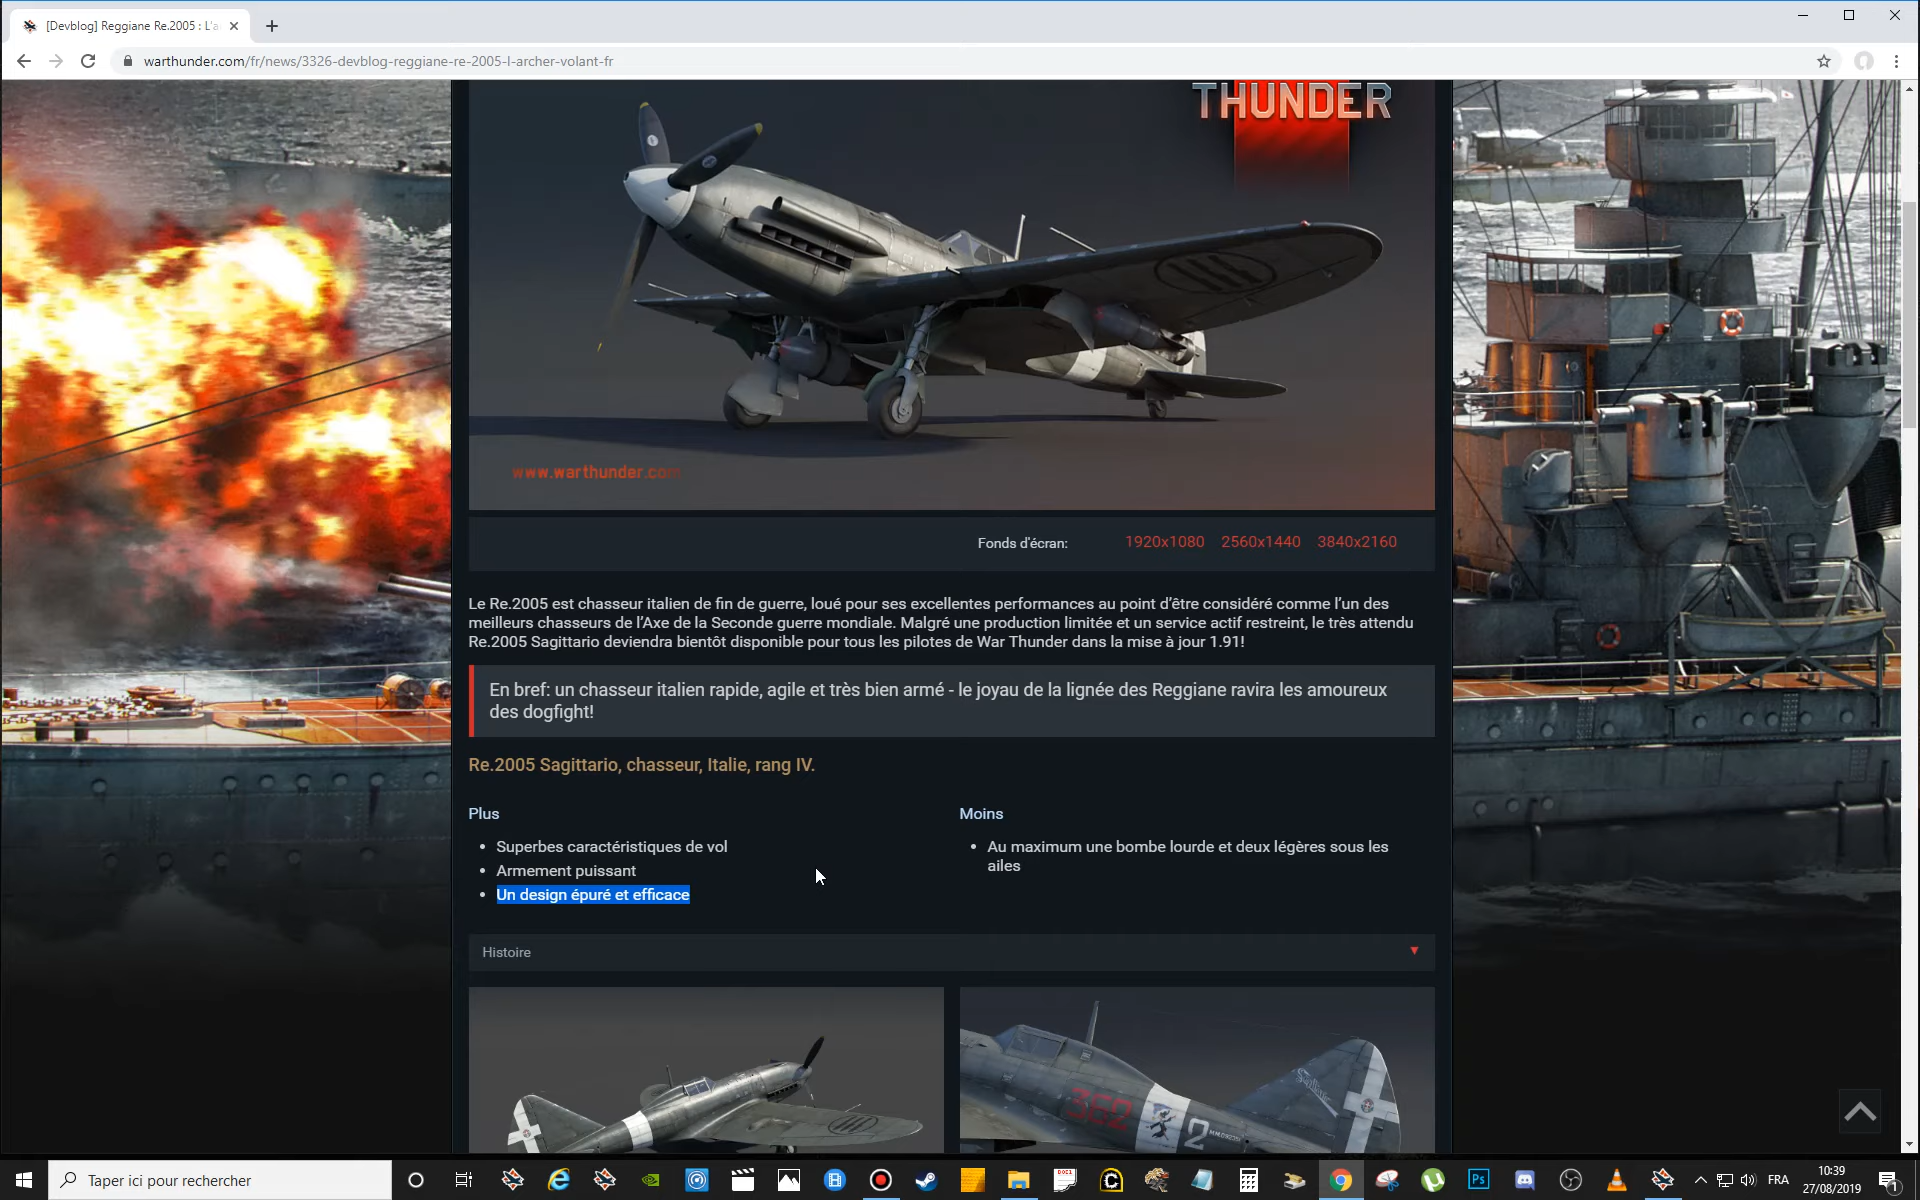 [Devblog] Reggiane Re.2005 : L'a
warthunder.com/fr/news/3326-devblog-reggiane-re-2005-l-archer-volant-fr
THUNDER
www.warthunder.com
Fonds d'écran: 1920x1080 2560x1440 3840x2160
Le Re.2005 est chasseur italien de fin de guerre, loué pour ses excellentes performances au point d’être considéré comme l’un des
meilleurs chasseurs de l’Axe de la Seconde guerre mondiale. Malgré une production limitée et un service actif restreint, le très attendu
Re.2005 Sagittario deviendra bientôt disponible pour tous les pilotes de War Thunder dans la mise à jour 1.91!
En bref: un chasseur italien rapide, agile et très bien armé - le joyau de la lignée des Reggiane ravira les amoureux
des dogfight!
Re.2005 Sagittario, chasseur, Italie, rang IV.
Plus
Superbes caractéristiques de vol
Armement puissant
Un design épuré et efficace
Moins
Au maximum une bombe lourde et deux légères sous les
ailes
Histoire
362
2
Taper ici pour rechercher
Ps
FRA
10:39
27/08/2019
1